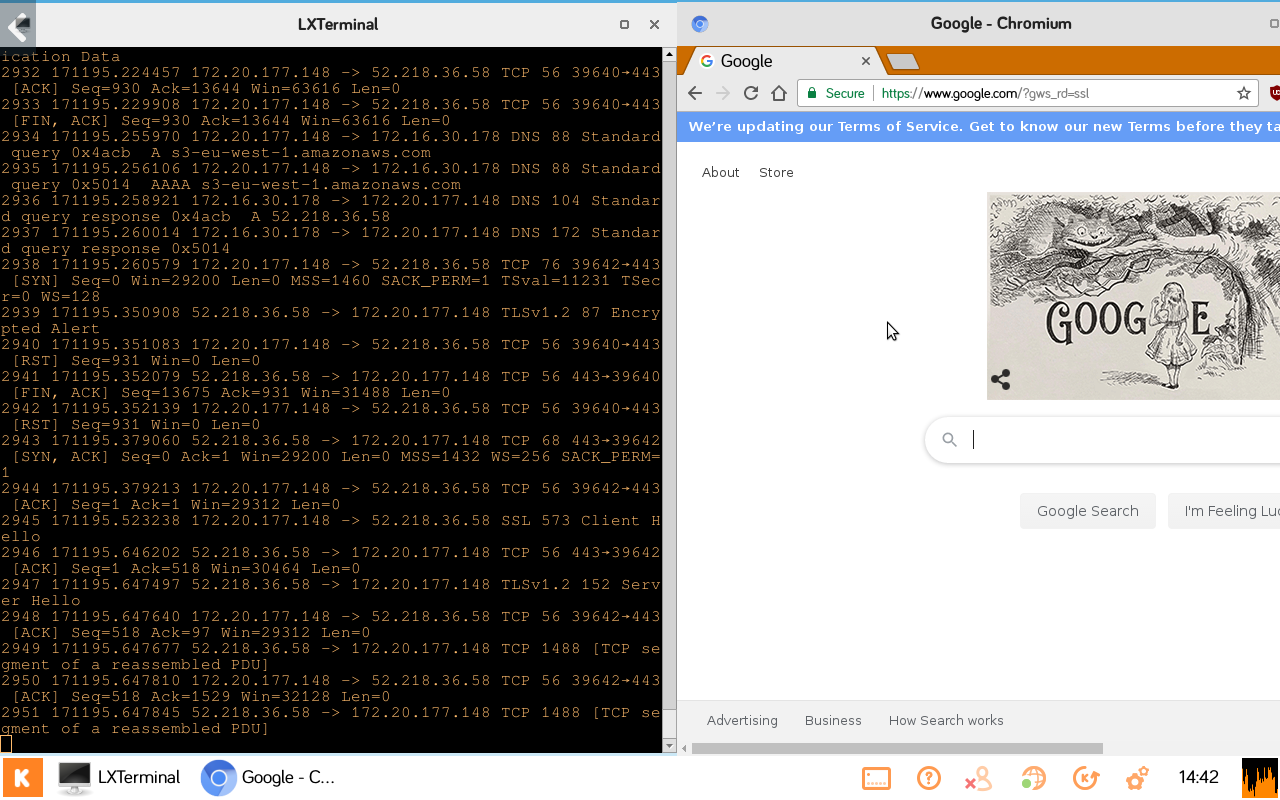 LXTerminal
ication Data
2932 171195.224457 172.20.177.148 -> 52.218.36.58 TCP 56 39640→443
[ACK] Seq=930 Ack=13644 Win=63616 Len=0
2933 171195.229908 172.20.177.148 -> 52.218.36.58 TCP 56 39640→443
[FIN, ACK] Seq=930 Ack=13644 Win=63616 Len=0
2934 171195.255970 172.20.177.148 -> 172.16.30.178 DNS 88 Standard
query 0x4acb  A s3-eu-west-1.amazonaws.com
2935 171195.256106 172.20.177.148 -> 172.16.30.178 DNS 88 Standard
query 0x5014  AAAA s3-eu-west-1.amazonaws.com
2936 171195.258921 172.16.30.178 -> 172.20.177.148 DNS 104 Standar
d query response 0x4acb  A 52.218.36.58
2937 171195.260014 172.16.30.178 -> 172.20.177.148 DNS 172 Standar
d query response 0x5014
2938 171195.260579 172.20.177.148 -> 52.218.36.58 TCP 76 39642→443
[SYN] Seq=0 Win=29200 Len=0 MSS=1460 SACK_PERM=1 TSval=11231 TSec
r=0 WS=128
2939 171195.350908 52.218.36.58 -> 172.20.177.148 TLSv1.2 87 Encry
pted Alert
2940 171195.351083 172.20.177.148 -> 52.218.36.58 TCP 56 39640→443
[RST] Seq=931 Win=0 Len=0
2941 171195.352079 52.218.36.58 -> 172.20.177.148 TCP 56 443→39640
[FIN, ACK] Seq=13675 Ack=931 Win=31488 Len=0
2942 171195.352139 172.20.177.148 -> 52.218.36.58 TCP 56 39640→443
[RST] Seq=931 Win=0 Len=0
2943 171195.379060 52.218.36.58 -> 172.20.177.148 TCP 68 443→39642
[SYN, ACK] Seq=0 Ack=1 Win=29200 Len=0 MSS=1432 WS=256 SACK_PERM=
1
2944 171195.379213 172.20.177.148 -> 52.218.36.58 TCP 56 39642→443
[ACK] Seq=1 Ack=1 Win=29312 Len=0
2945 171195.523238 172.20.177.148 -> 52.218.36.58 SSL 573 Client H
ello
2946 171195.646202 52.218.36.58 -> 172.20.177.148 TCP 56 443→39642
[ACK] Seq=1 Ack=518 Win=30464 Len=0
2947 171195.647497 52.218.36.58 -> 172.20.177.148 TLSv1.2 152 Serv
er Hello
2948 171195.647640 172.20.177.148 -> 52.218.36.58 TCP 56 39642→443
[ACK] Seq=518 Ack=97 Win=29312 Len=0
2949 171195.647677 52.218.36.58 -> 172.20.177.148 TCP 1488 [TCP se
gment of a reassembled PDU]
2950 171195.647810 172.20.177.148 -> 52.218.36.58 TCP 56 39642→443
[ACK] Seq=518 Ack=1529 Win=32128 Len=0
2951 171195.647845 52.218.36.58 -> 172.20.177.148 TCP 1488 [TCP se
gment of a reassembled PDU]
Google - Chromium
Google
Secure https://www.google.com/?gws_rd=ssl
We're updating our Terms of Service. Get to know our new Terms before they ta
About Store
GOOG E
Google Search I'm Feeling Luc
Advertising Business How Search works
K LXTerminal Google - C... 14:42